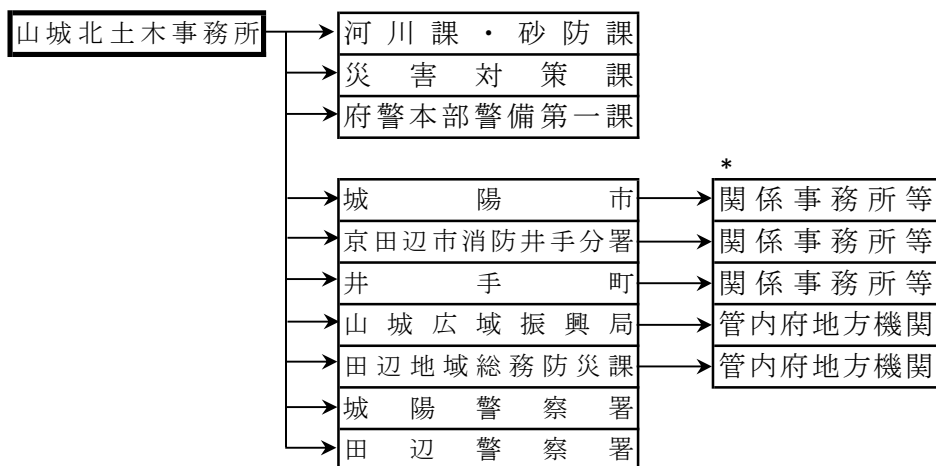 山城北土木事務所
河川課・砂防課
災害対策課
府警本部警備第一課
*
城陽市
関係事務所等
京田辺市消防井手分署
関係事務所等
井手町
関係事務所等
山城広域振興局
管内府地方機関
田辺地域総務防災課
管内府地方機関
城陽警察署
田辺警察署